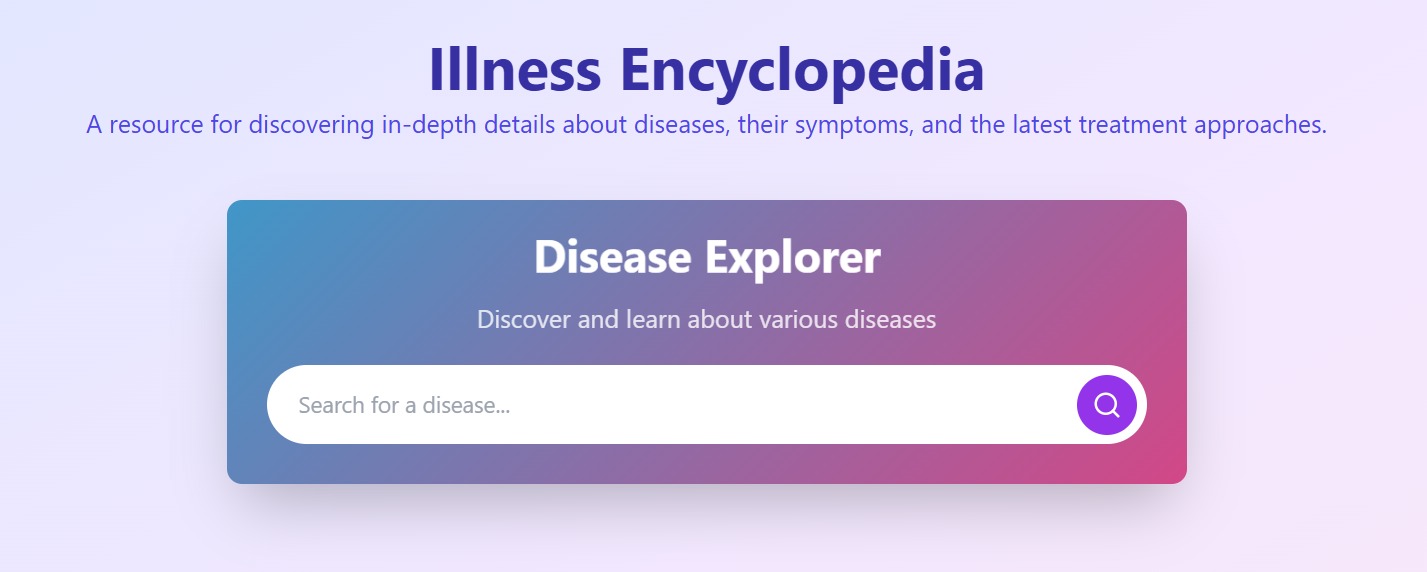 Illness Encyclopedia
A resource for discovering in-depth details about diseases, their symptoms, and the latest treatment approaches.
Disease Explorer
Discover and learn about various diseases
Search for a disease...